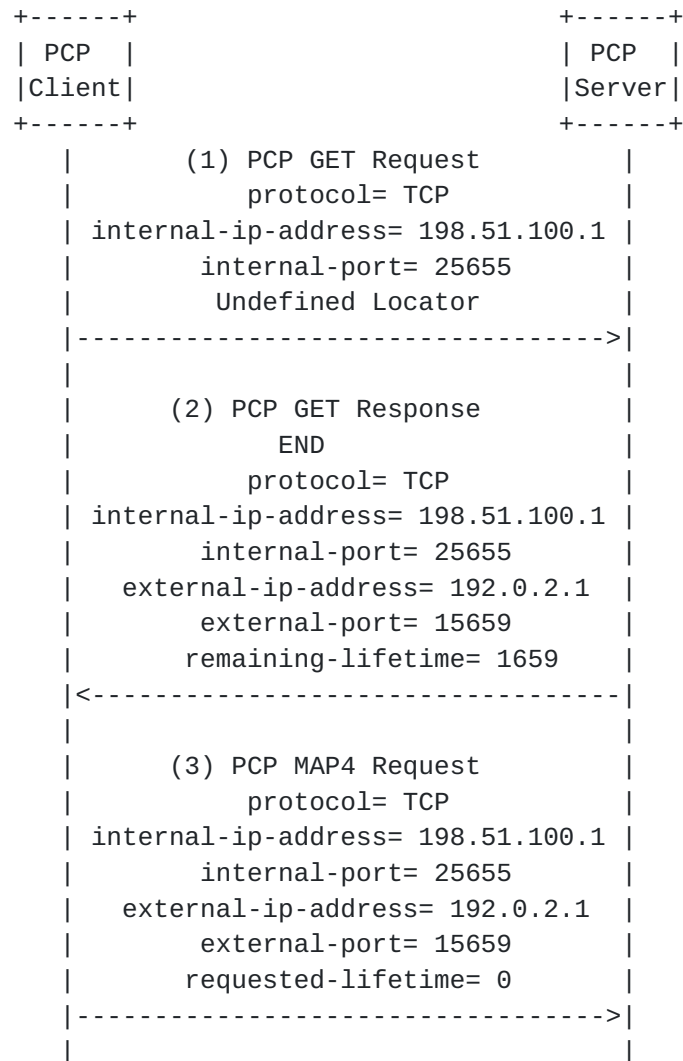 +------+                            +------+
| PCP  |                            | PCP  |
|Client|                            |Server|
+------+                            +------+
   |       (1) PCP GET Request         |
   |           protocol= TCP           |
   | internal-ip-address= 198.51.100.1 |
   |        internal-port= 25655       |
   |         Undefined Locator         |
   |---------------------------------->|
   |                                   |
   |      (2) PCP GET Response         |
   |             END                   |
   |           protocol= TCP           |
   | internal-ip-address= 198.51.100.1 |
   |        internal-port= 25655       |
   |   external-ip-address= 192.0.2.1  |
   |        external-port= 15659       |
   |       remaining-lifetime= 1659    |
   |<----------------------------------|
   |                                   |
   |      (3) PCP MAP4 Request         |
   |           protocol= TCP           |
   | internal-ip-address= 198.51.100.1 |
   |        internal-port= 25655       |
   |   external-ip-address= 192.0.2.1  |
   |        external-port= 15659       |
   |       requested-lifetime= 0       |
   |---------------------------------->|
   |                                   |